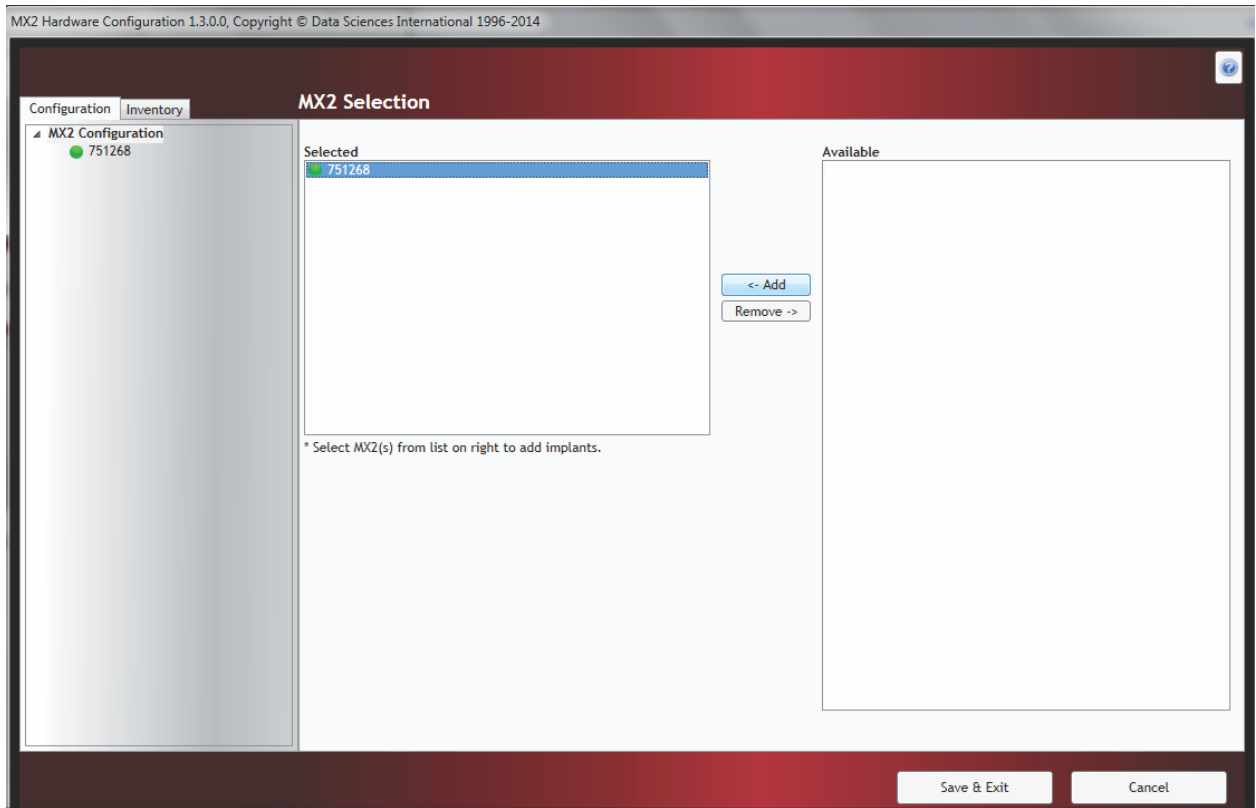 MX2 Hardware Configuration 1.3.0.0, Copyright © Data Sciences International 1996-2014
Configuration Inventory
MX2 Selection
MX2 Configuration
751268
Selected
751268
Available
<- Add
Remove ->
* Select MX2(s) from list on right to add implants.
Save & Exit
Cancel